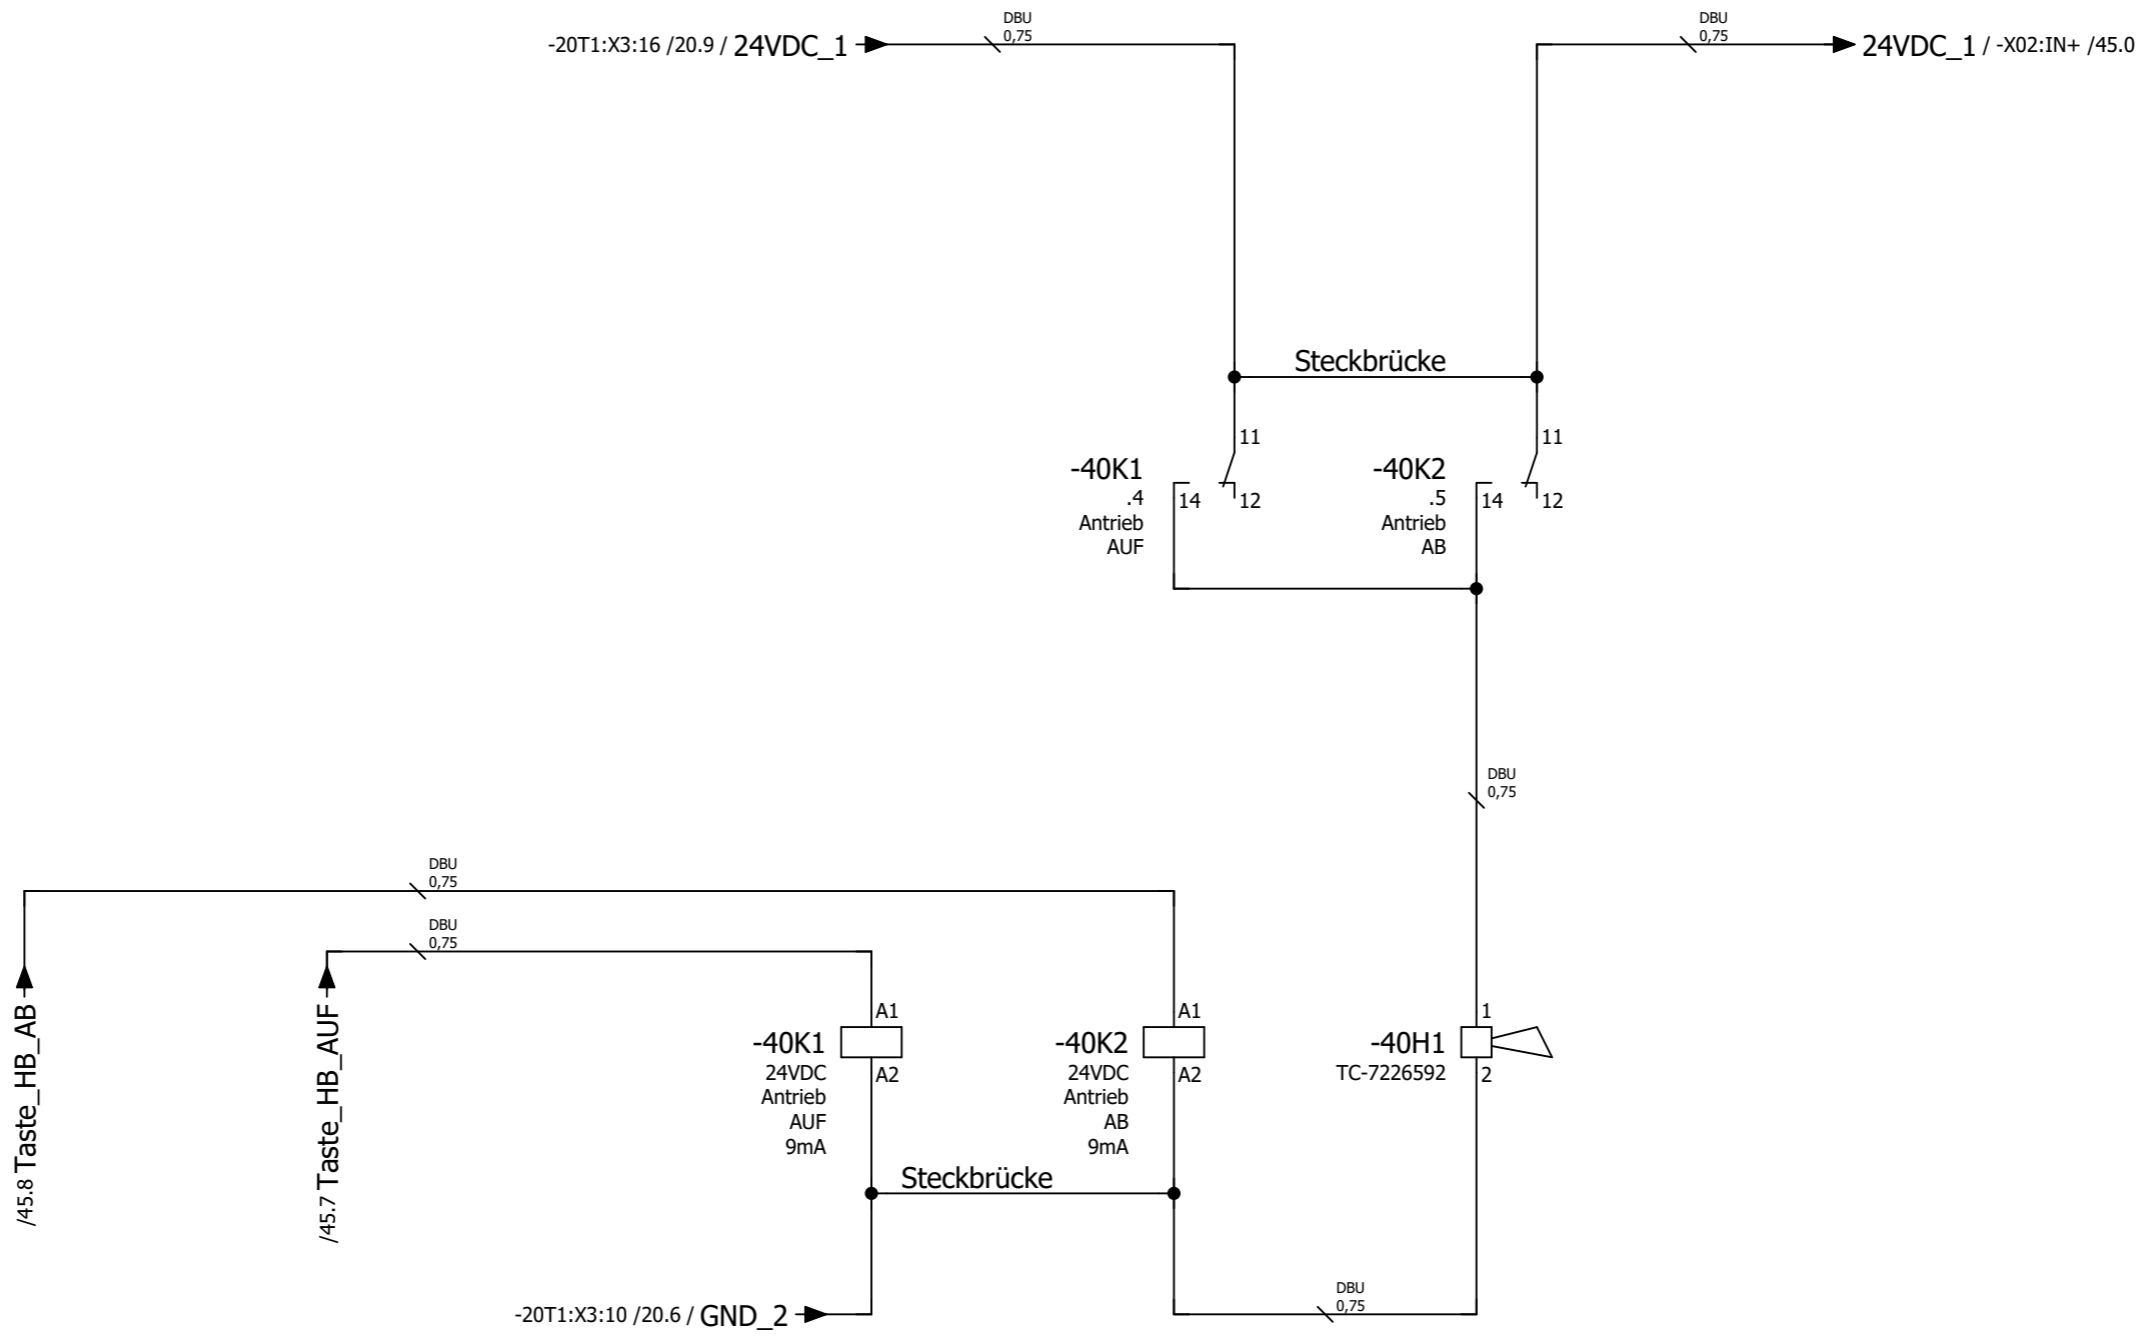 DBU
0,75
-20T1:X3:16 /20.9 / 24VDC_1
DBU
0,75
24VDC_1 / -X02:IN+ /45.0
Steckbrücke
11
-40K1
.4
14
12
Antrieb
AUF
11
-40K2
.5
14
12
Antrieb
AB
DBU
0,75
DBU
0,75
DBU
0,75
/45.8 Taste_HB_AB
/45.7 Taste_HB_AUF
A1
-40K1
24VDC
A2
Antrieb
AUF
9mA
A1
-40K2
24VDC
A2
Antrieb
AB
9mA
1
-40H1
TC-7226592
2
Steckbrücke
-20T1:X3:10 /20.6 / GND_2
DBU
0,75